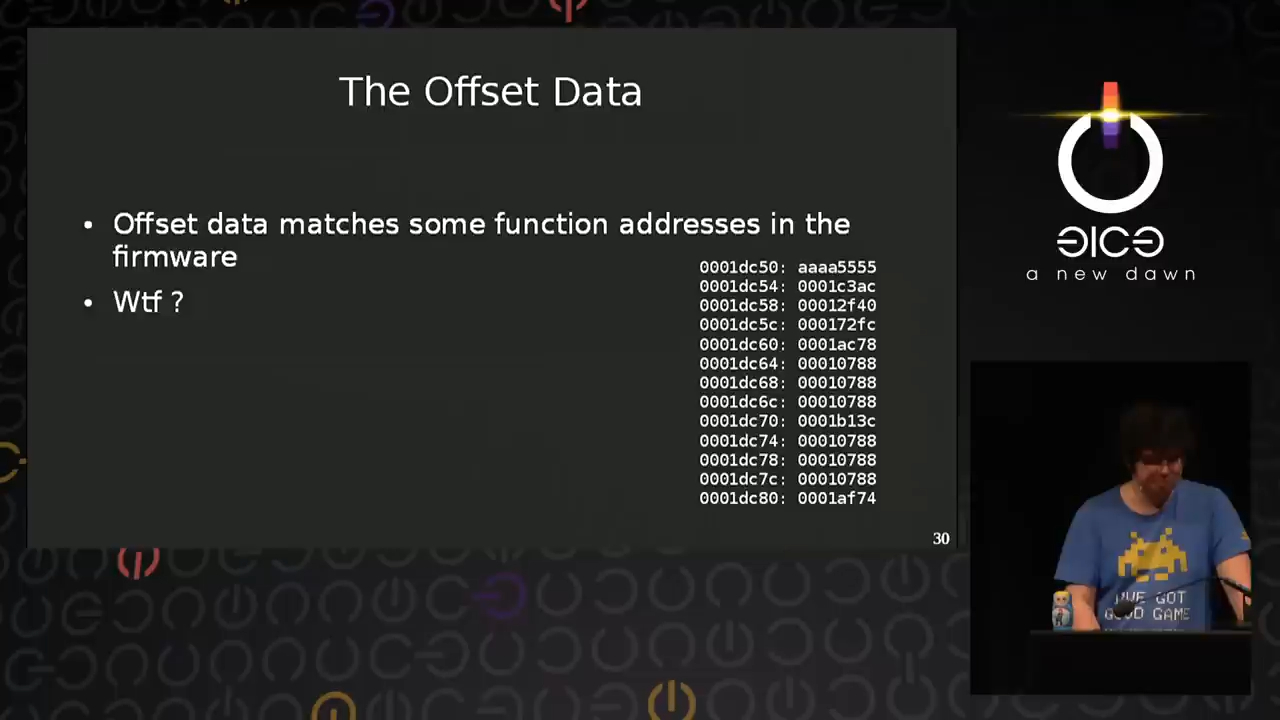 The Offset Data
• Offset data matches some function addresses in the
firmware
• Wtf ?
0001dc50: aaaa5555
0001dc54: 0001c3ac
0001dc58: 00012f40
0001dc5c: 000172fc
0001dc60: 0001ac78
0001dc64: 00010788
0001dc68: 00010788
0001dc6c: 00010788
0001dc70: 0001b13c
0001dc74: 00010788
0001dc78: 00010788
0001dc7c: 00010788
0001dc80: 0001af74
30
a new dawn
I'VE GOT
GOOD GAME